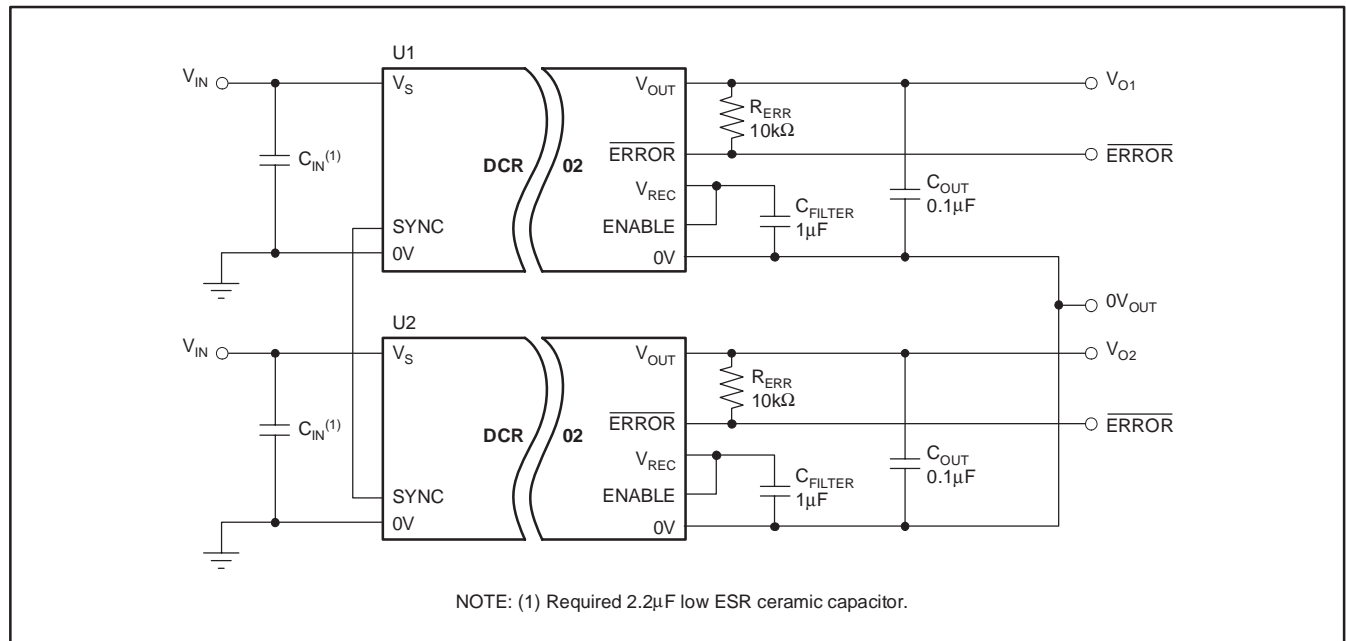 U1
V_IN
V_S
V_OUT
V_O1
R_ERR
10kΩ
ERROR
ERROR
C_IN(1)
DCR 02
V_REC
C_OUT
0.1μF
C_FILTER
1μF
SYNC
ENABLE
0V
0V
0V_OUT
U2
V_IN
V_S
V_OUT
V_O2
R_ERR
10kΩ
ERROR
ERROR
C_IN(1)
DCR 02
V_REC
C_OUT
0.1μF
C_FILTER
1μF
SYNC
ENABLE
0V
0V
NOTE: (1) Required 2.2μF low ESR ceramic capacitor.